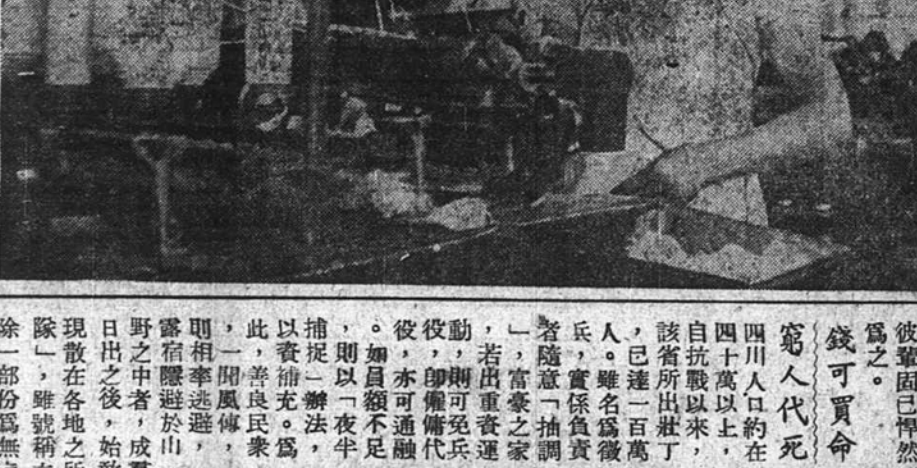 彼輩固已悍然
爲之。
錢可買命
窮人代死
四川人口約在
四十萬以上，
自抗戰以來，
該省所出壯丁
，已達一百萬
人。雖名爲徵
兵，實係負責
者隨意「抽調
」，富豪之家
，若出重資運
動，則可免兵
役，卽僱傭代
役，亦可通融
。如員額不足
，則以「夜半
捕捉」辦法，
以資補充。爲
此，善良民衆
，一聞風傳，
則相率逃避，
露宿隱避於山
野之中者，成
日出之後，始
現散在各地之
隊」，雖號稱
除一部份爲無